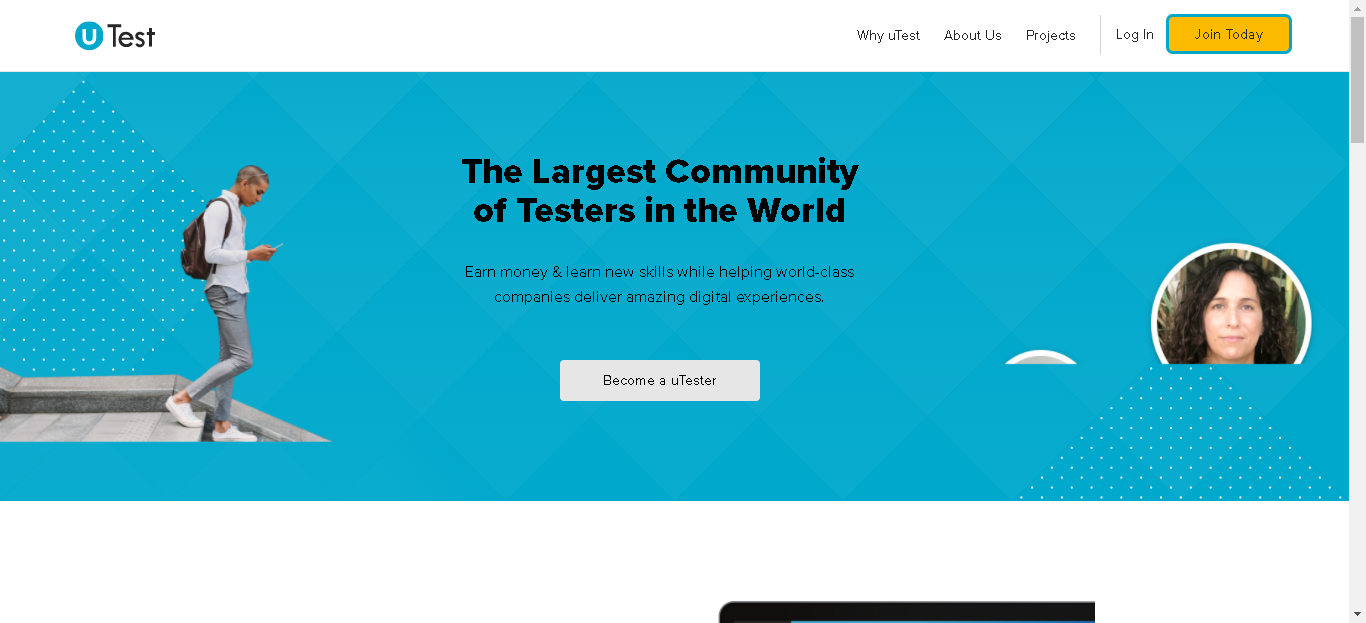 uTest
Why uTest
About Us
Projects
Log In
Join Today
The Largest Community
of Testers in the World
Earn money & learn new skills while helping world-class
companies deliver amazing digital experiences.
Become a uTester